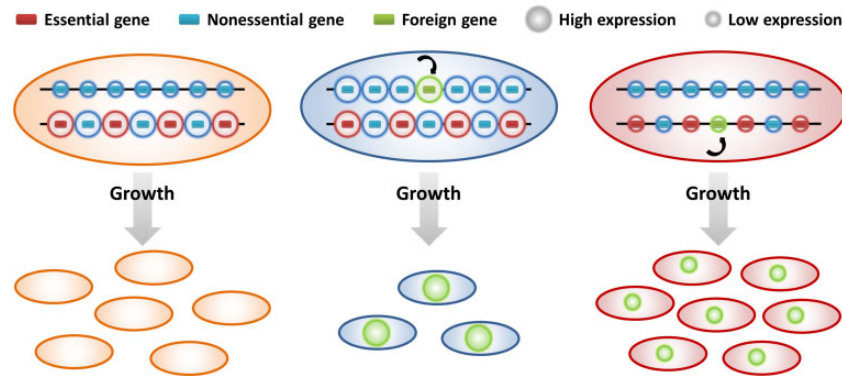 Essential gene Nonessential gene Foreign gene High expression Low expression
Growth Growth Growth